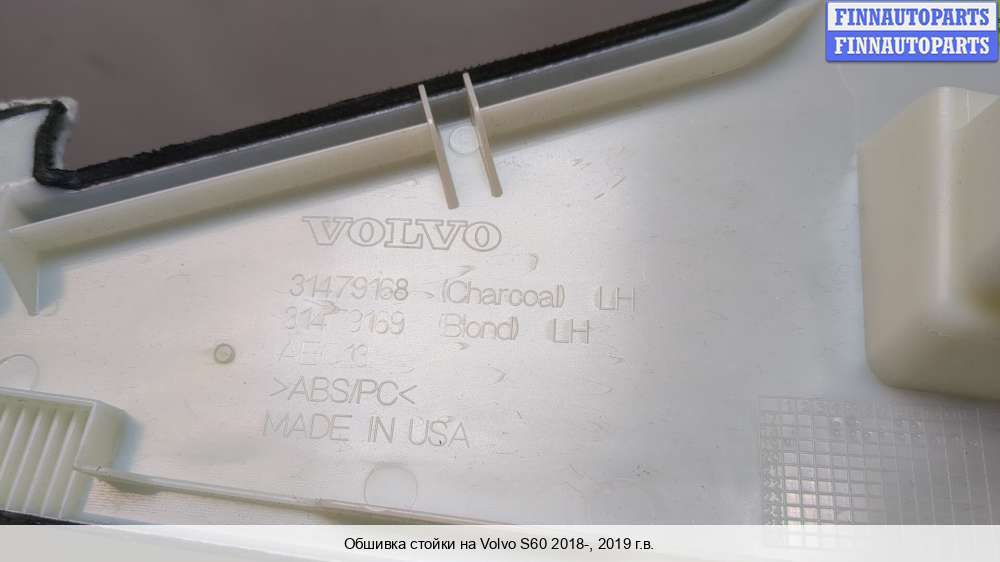 FINNAUTOPARTS
FINNAUTOPARTS
VOLVO
31479168 (Charcoal) LH
31479169 (Blond) LH
>ABS/PC<
MADE IN USA
Обшивка стойки на Volvo S60 2018-, 2019 г.в.